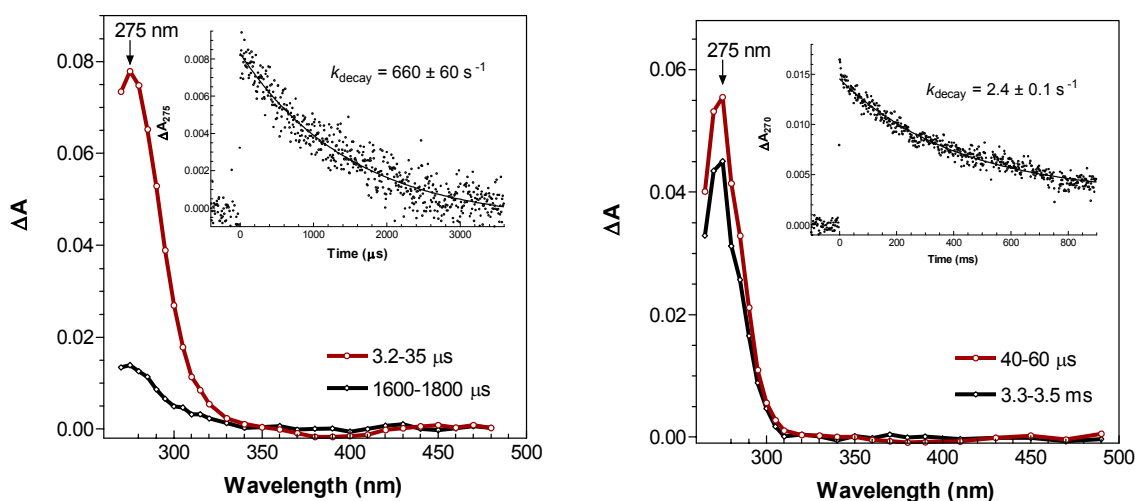 275 nm
k decay = 660 ± 60 s⁻¹
0.008
0.006
0.004
0.002
0.000
ΔA₂₇₅
0 1000 2000 3000
Time (μs)
0.08
0.06
0.04
0.02
0.00
ΔA
3.2-35 μs
1600-1800 μs
300 350 400 450 500
Wavelength (nm)
275 nm
k decay = 2.4 ± 0.1 s⁻¹
0.015
0.010
0.005
0.000
ΔA₂₇₀
0 200 400 600 800
Time (ms)
0.06
0.04
0.02
0.00
ΔA
40-60 μs
3.3-3.5 ms
300 350 400 450 500
Wavelength (nm)